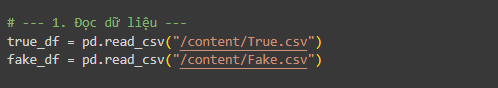 # --- 1. Đọc dữ liệu ---
true_df = pd.read_csv("/content/True.csv")
fake_df = pd.read_csv("/content/Fake.csv")